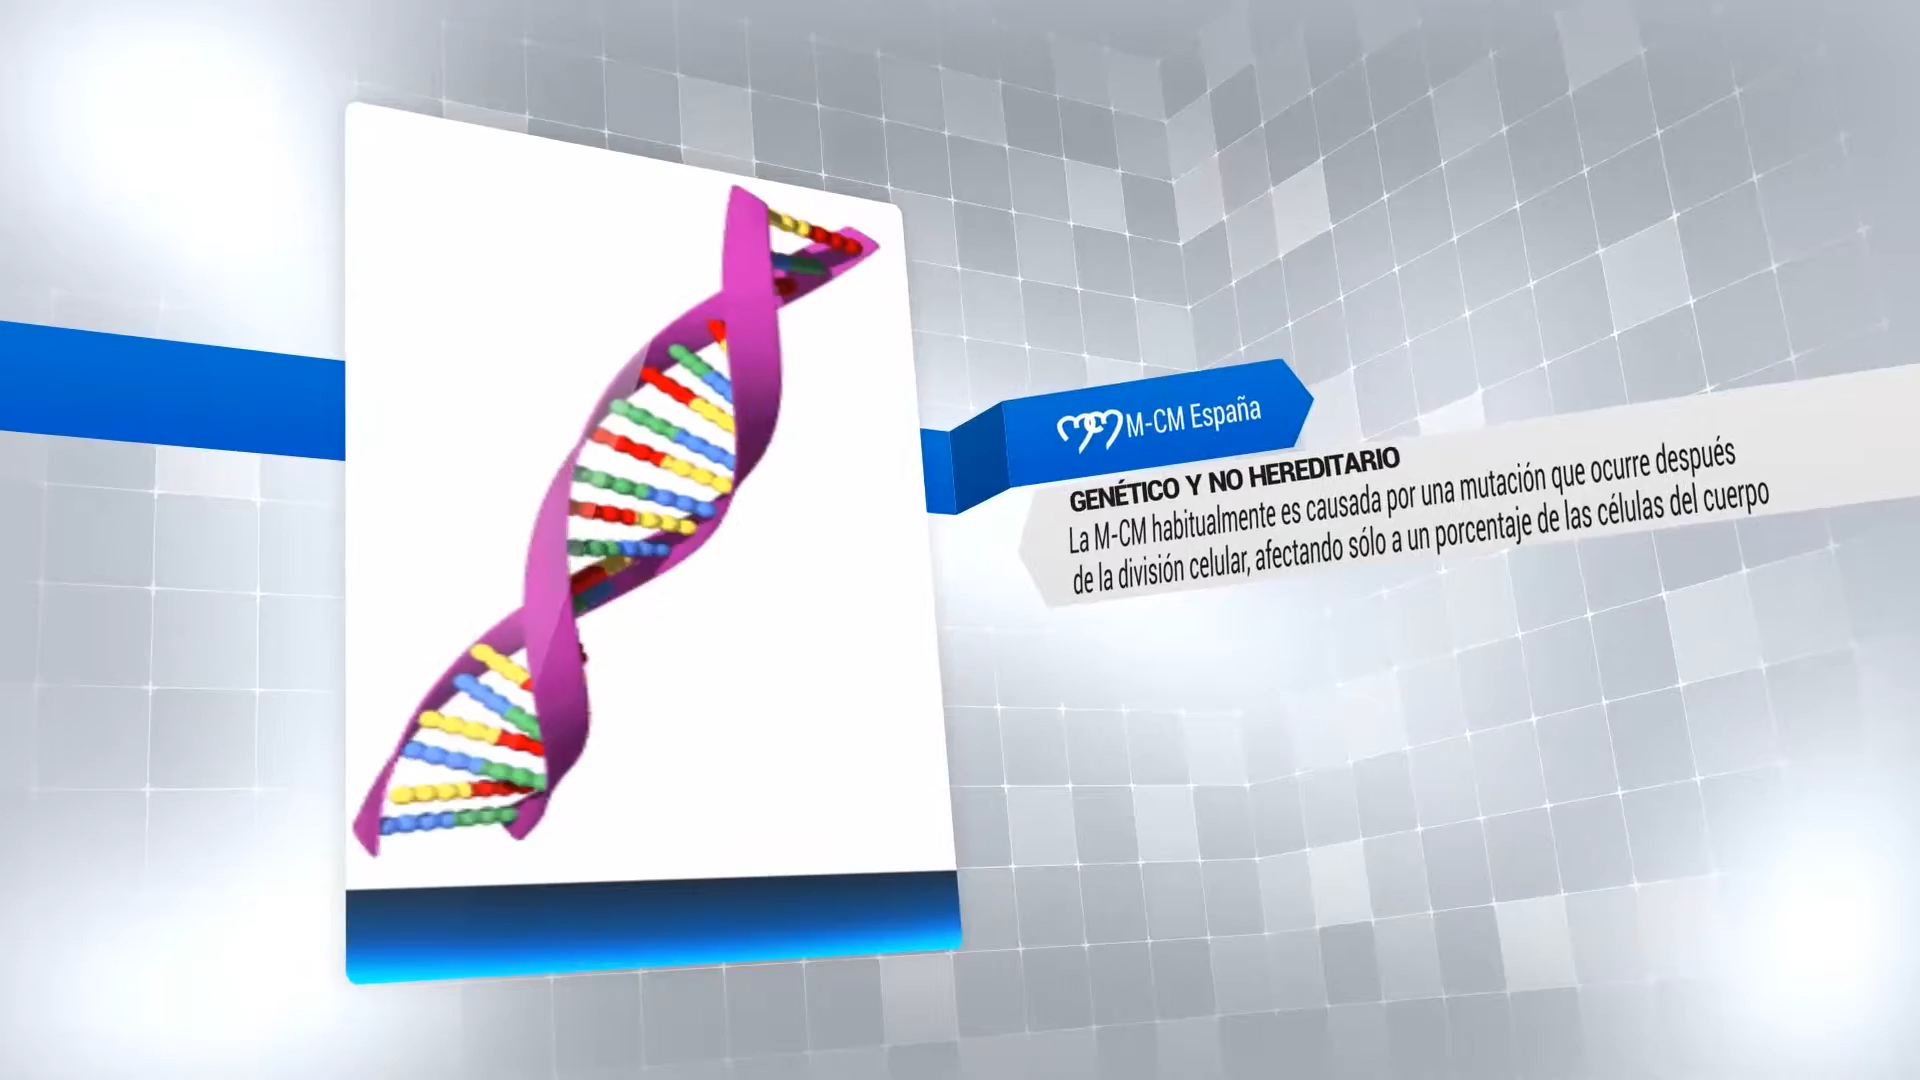 M-CM España
GENÉTICO Y NO HEREDITARIO
La M-CM habitualmente es causada por una mutación que ocurre después
de la división celular, afectando sólo a un porcentaje de las células del cuerpo